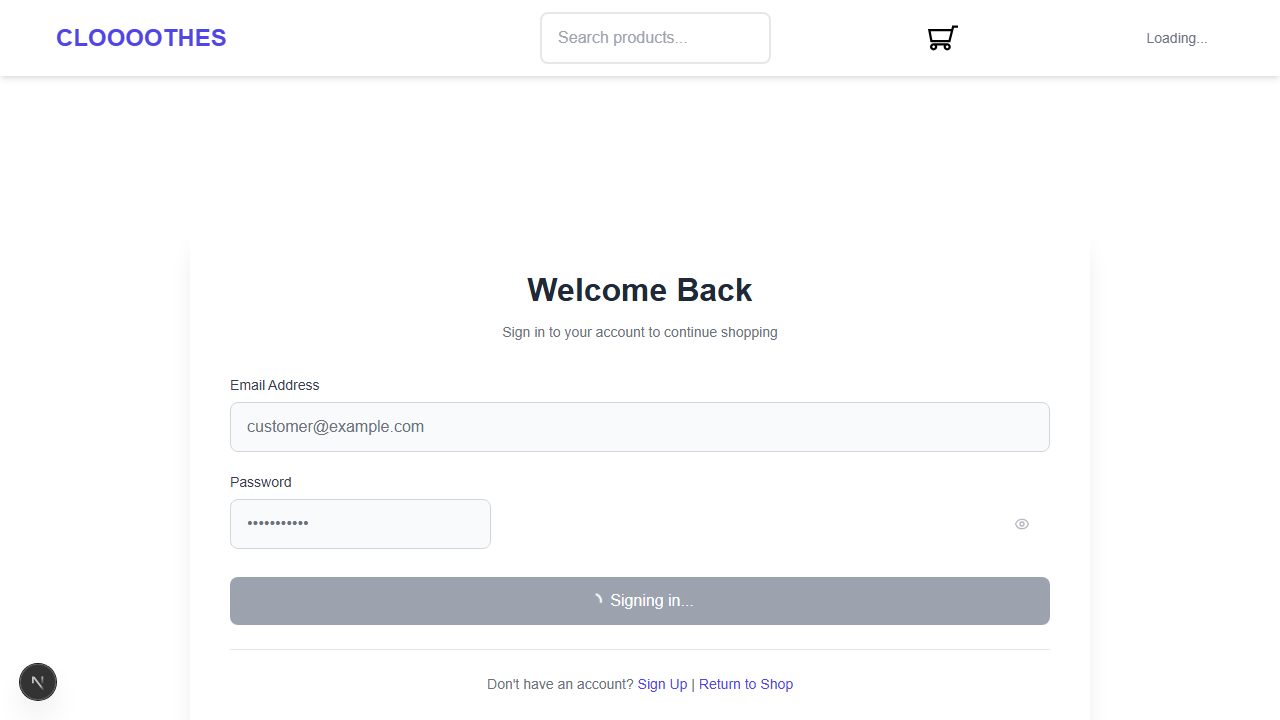 CLOOOOTHES
Search products...
Loading...
Welcome Back
Sign in to your account to continue shopping
Email Address
customer@example.com
Password
•••••••••••
Signing in...
Don't have an account? Sign Up | Return to Shop